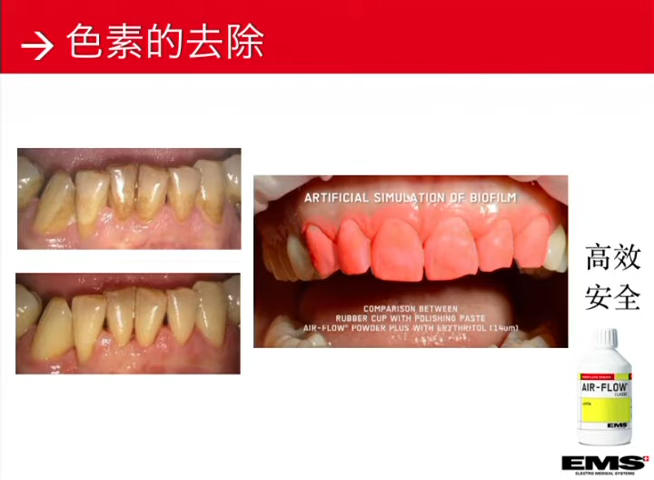 → 色素的去除
ARTIFICIAL SIMULATION OF BIOFILM
COMPARISON BETWEEN
RUBBER CUP WITH POLISHING PASTE
AIR-FLOW® POWDER PLUS WITH ERYTHRITOL (14um)
高效
安全
AIR-FLOW®
CLASSIC
EMS
EMS
ELECTRO MEDICAL SYSTEMS